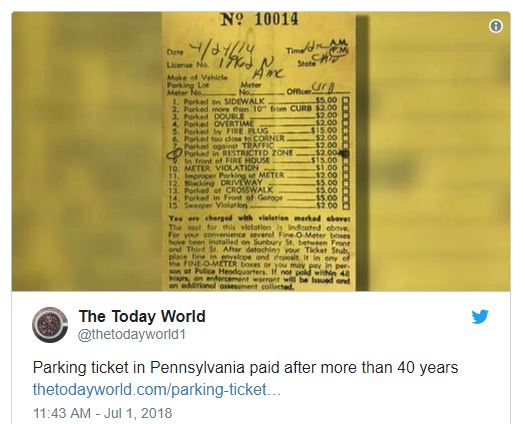 Nº 10014
Date 4/24/74 Time A.M. P.M.
License No. State Ohio
Make of Vehicle
Parking Lot Meter
Meter No. No. Officer
1. Parked on SIDEWALK $5.00
2. Parked more than 10" from CURB $2.00
3. Parked DOUBLE $2.00
4. Parked OVERTIME $2.00
5. Parked by FIRE PLUG $15.00
6. Parked too close to CORNER $2.00
7. Parked against TRAFFIC $2.00
8 Parked in RESTRICTED ZONE $2.00
9. In front of FIRE HOUSE $15.00
10. METER VIOLATION $1.00
11. Improper Parking at METER $2.00
12. Blocking DRIVEWAY $5.00
13. Parked at CROSSWALK $5.00
14. Parked in Front of Garage $5.00
15. Sweeper Violation $2.00
You are charged with violation marked above:
The cost for this violation is indicated above.
For your convenience several Fine-O-Meter boxes
have been installed on Sunbury St. between Front
and Third St. After detaching your Ticket Stub,
place fine in envelope and deposit it in any of
the FINE-O-METER boxes or you may pay in per-
son at Police Headquarters. If not paid within 48
hours, an enforcement warrant will be issued and
an additional assessment collected.
The Today World
@thetodayworld1
Parking ticket in Pennsylvania paid after more than 40 years
thetodayworld.com/parking-ticket…
11:43 AM - Jul 1, 2018